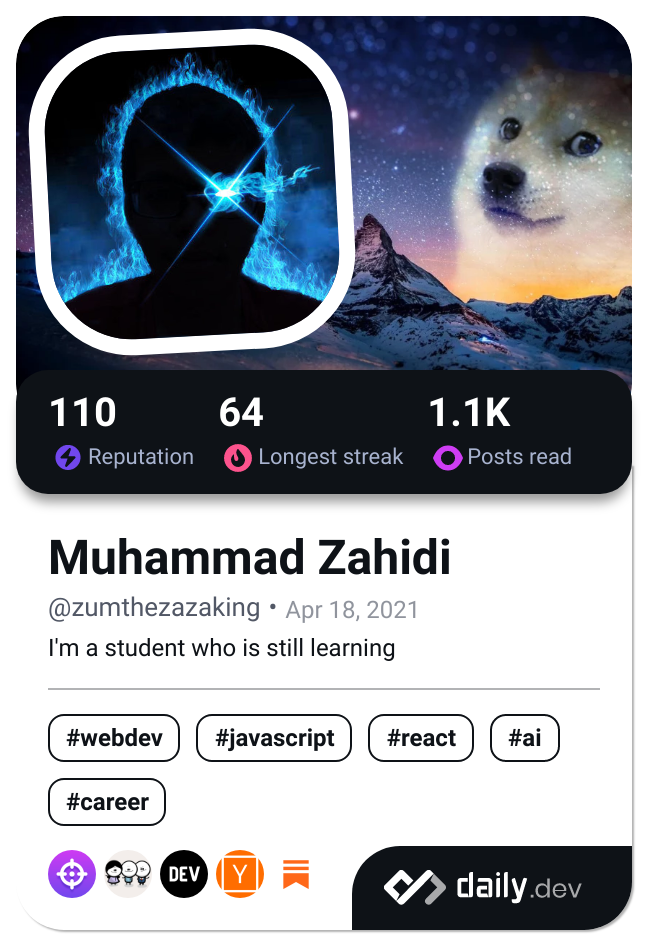 110 64 1.1K
Reputation Longest streak Posts read
Muhammad Zahidi
@zumthezazaking • Apr 18, 2021
I'm a student who is still learning
#webdev #javascript #react #ai
#career
DEV Y daily.dev